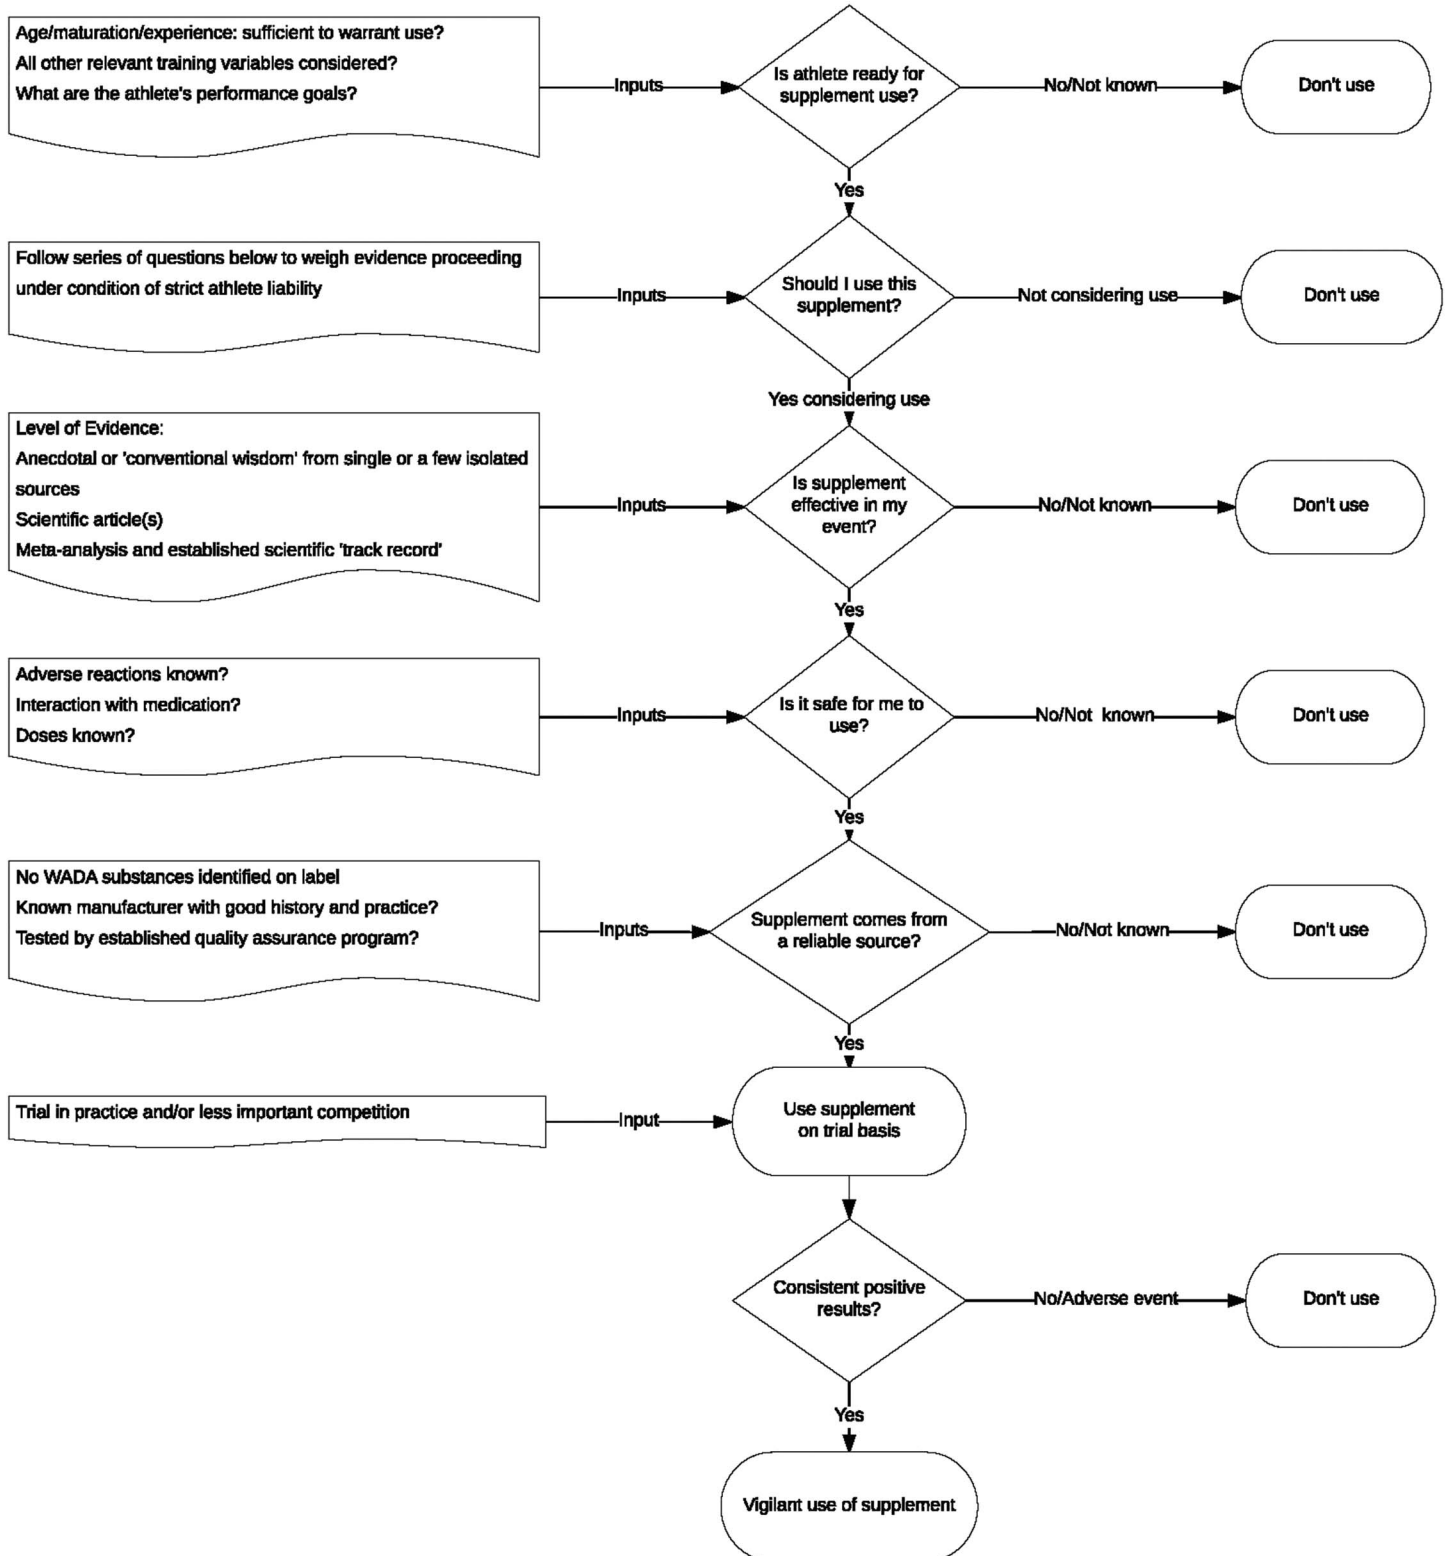 Age/maturation/experience: sufficient to warrant use?
All other relevant training variables considered?
What are the athlete's performance goals?
Inputs
Is athlete ready for
supplement use?
No/Not known
Don't use
Yes
Follow series of questions below to weigh evidence proceeding
under condition of strict athlete liability
Inputs
Should I use this
supplement?
Not considering use
Don't use
Yes considering use
Level of Evidence:
Anecdotal or 'conventional wisdom' from single or a few isolated
sources
Scientific article(s)
Meta-analysis and established scientific 'track record'
Inputs
Is supplement
effective in my
event?
No/Not known
Don't use
Yes
Adverse reactions known?
Interaction with medication?
Doses known?
Inputs
Is it safe for me to
use?
No/Not known
Don't use
Yes
No WADA substances identified on label
Known manufacturer with good history and practice?
Tested by established quality assurance program?
Inputs
Supplement comes from
a reliable source?
No/Not known
Don't use
Yes
Trial in practice and/or less important competition
Input
Use supplement
on trial basis
Consistent positive
results?
No/Adverse event
Don't use
Yes
Vigilant use of supplement